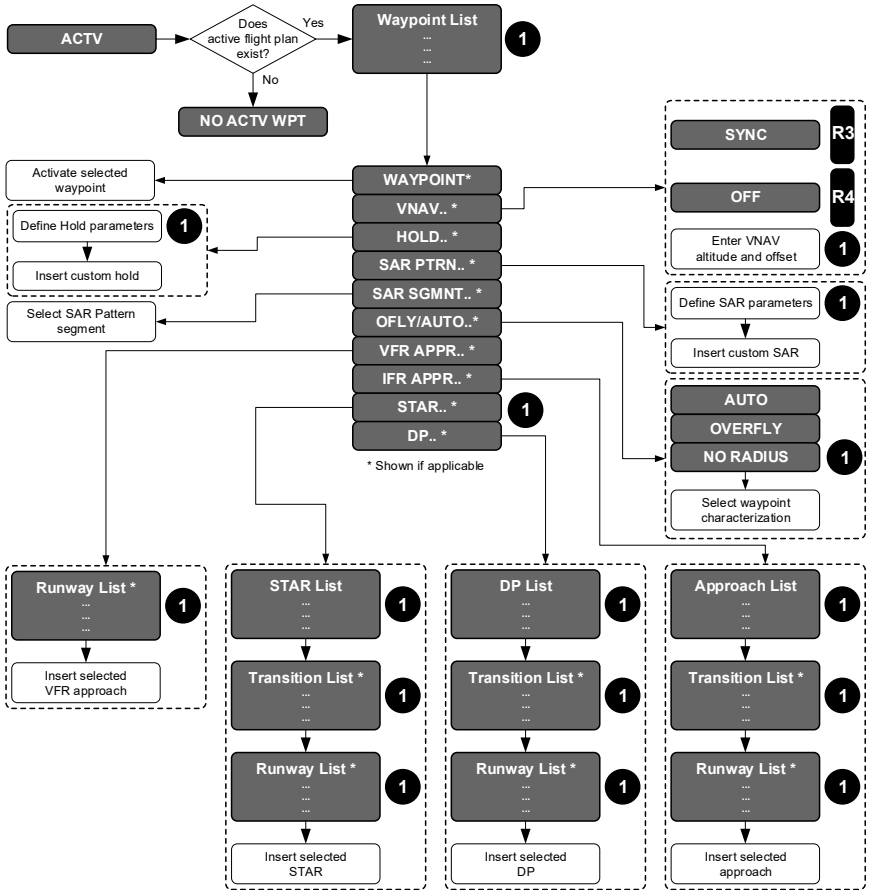 ACTV
Does
active flight plan
exist?
Yes
No
Waypoint List
...
...
...
1
NO ACTV WPT
WAYPOINT*
VNAV.. *
HOLD.. *
SAR PTRN.. *
SAR SGMNT.. *
OFLY/AUTO..*
VFR APPR.. *
IFR APPR.. *
STAR.. *
DP.. *
1
* Shown if applicable
Activate selected
waypoint
Define Hold parameters
1
Insert custom hold
Select SAR Pattern
segment
SYNC
R3
OFF
R4
Enter VNAV
altitude and offset
1
Define SAR parameters
1
Insert custom SAR
AUTO
OVERFLY
NO RADIUS
1
Select waypoint
characterization
Runway List *
...
...
...
1
Insert selected
VFR approach
STAR List
...
...
...
1
Transition List *
...
...
...
1
Runway List *
...
...
...
1
Insert selected
STAR
DP List
...
...
...
1
Transition List *
...
...
...
1
Runway List *
...
...
...
1
Insert selected
DP
Approach List
...
...
...
1
Transition List *
...
...
...
1
Runway List *
...
...
...
1
Insert selected
approach